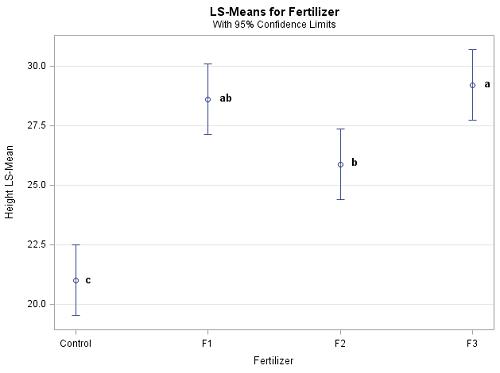 LS-Means for Fertilizer
With 95% Confidence Limits
30.0
27.5
25.0
22.5
20.0
Height LS-Mean
c
ab
b
a
Control F1 F2 F3
Fertilizer